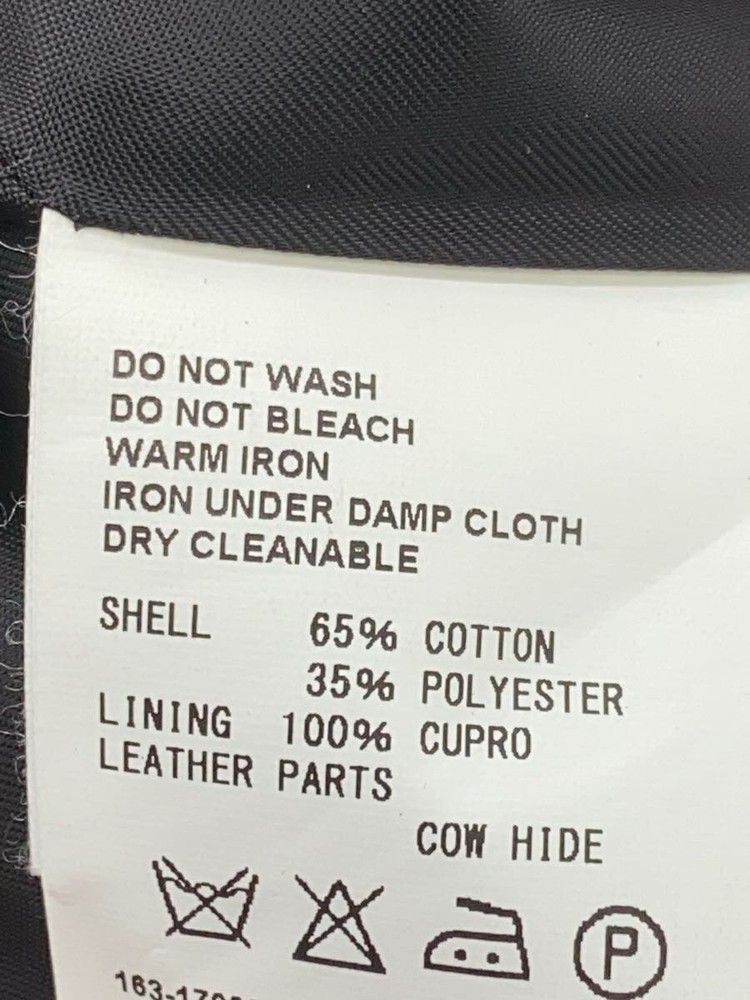 DO NOT WASH
DO NOT BLEACH
WARM IRON
IRON UNDER DAMP CLOTH
DRY CLEANABLE
SHELL 65% COTTON
35% POLYESTER
LINING 100% CUPRO
LEATHER PARTS
COW HIDE
P